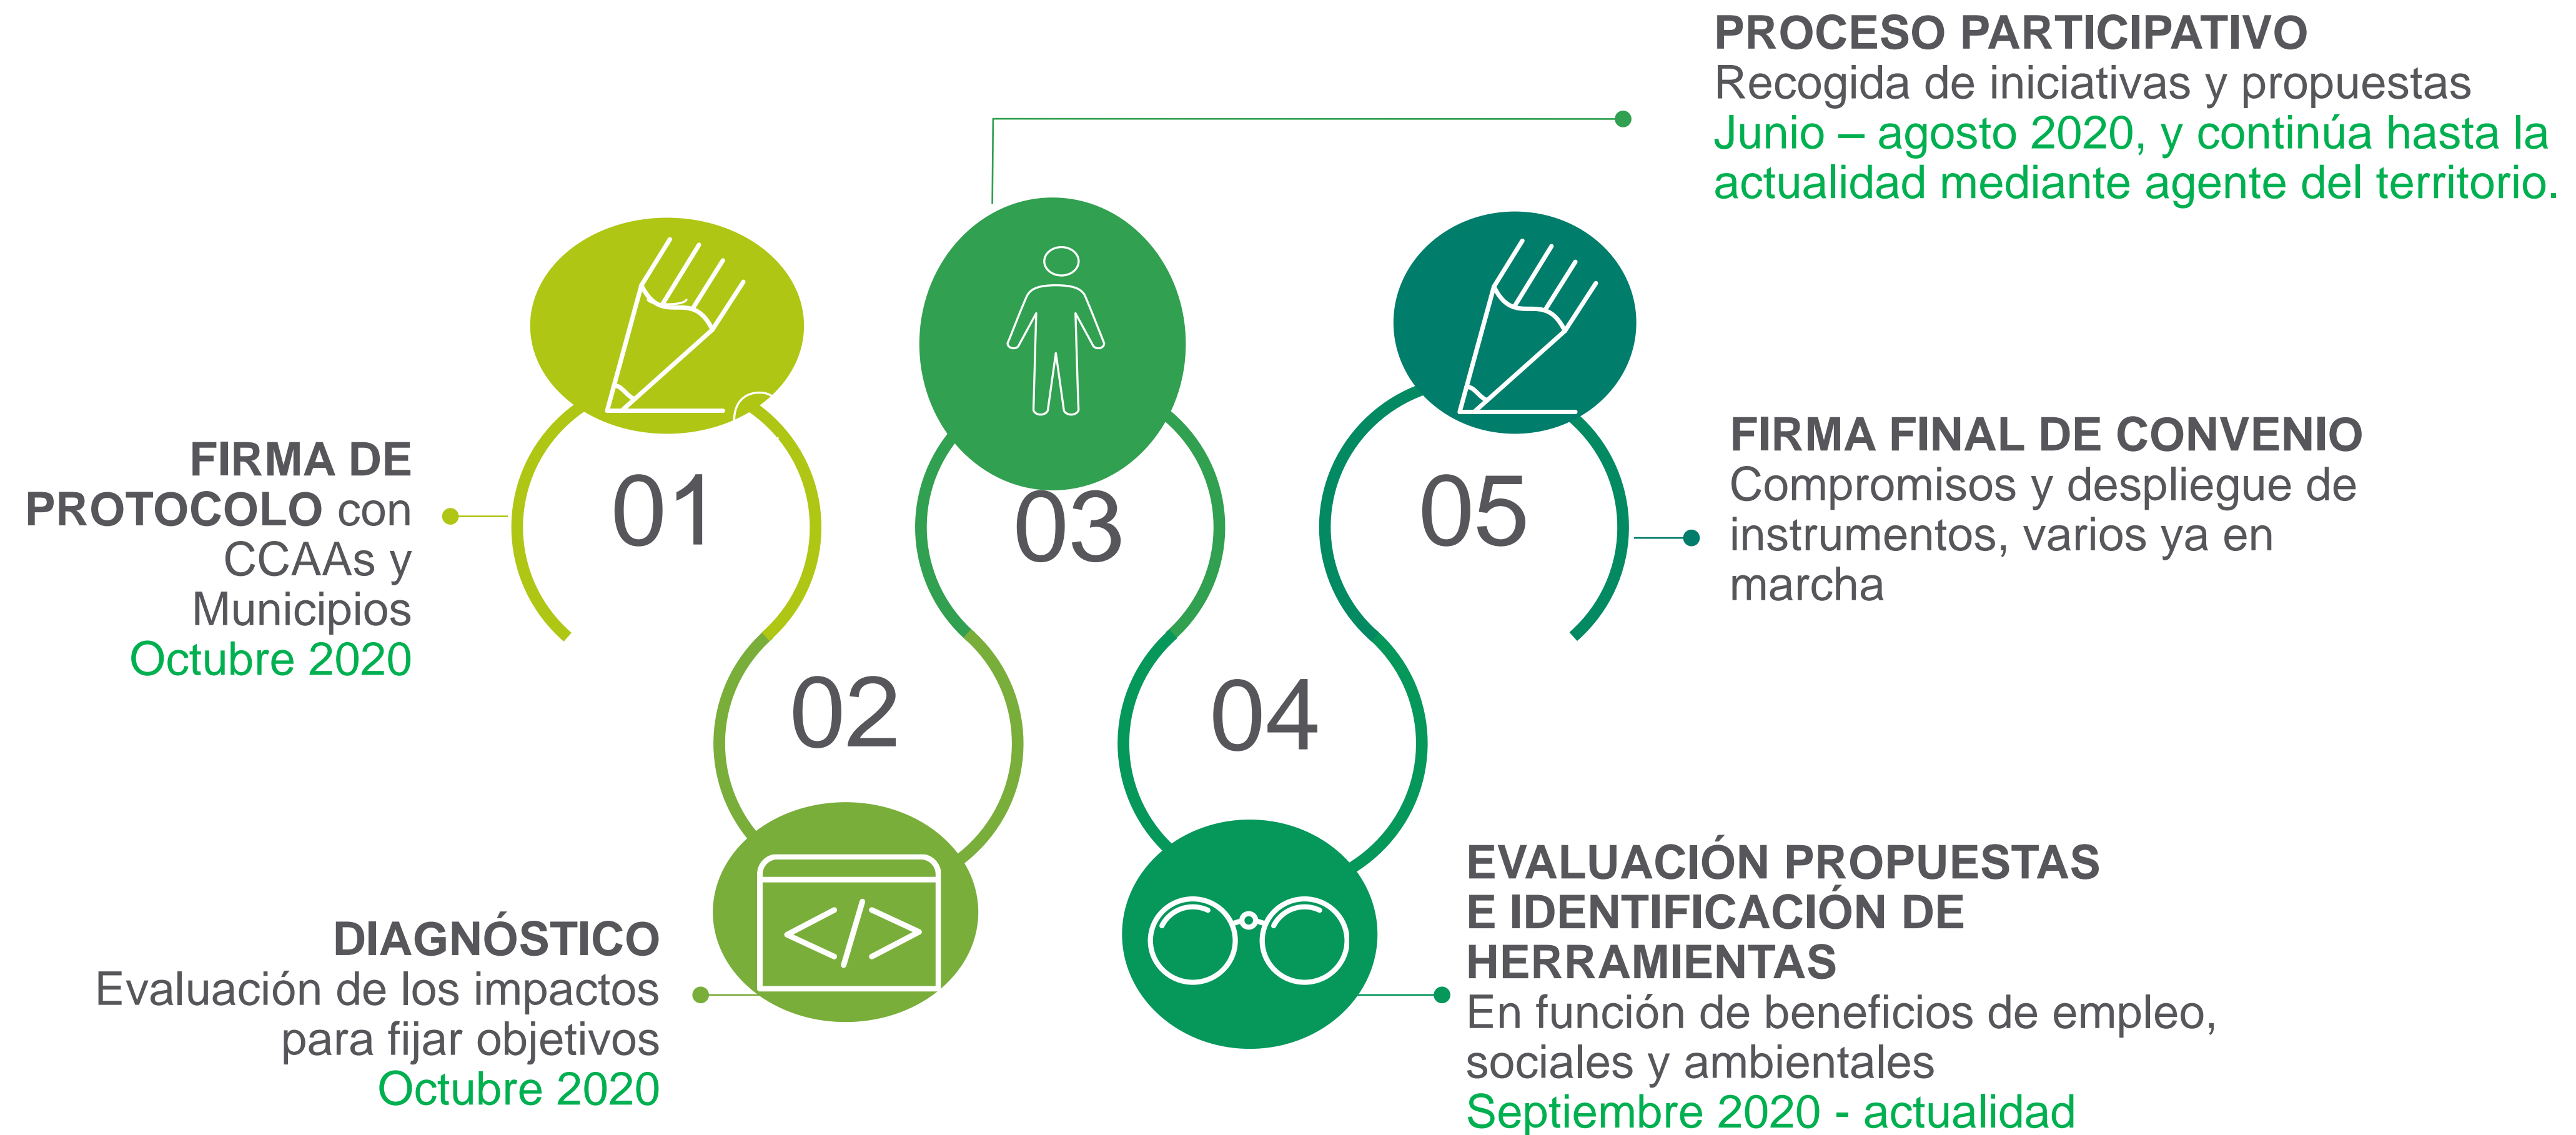 01
FIRMA DE
PROTOCOLO con
CCAAs y
Municipios
Octubre 2020
02
DIAGNÓSTICO
Evaluación de los impactos
para fijar objetivos
Octubre 2020
03
PROCESO PARTICIPATIVO
Recogida de iniciativas y propuestas
Junio – agosto 2020, y continúa hasta la
actualidad mediante agente del territorio.
04
EVALUACIÓN PROPUESTAS
E IDENTIFICACIÓN DE
HERRAMIENTAS
En función de beneficios de empleo,
sociales y ambientales
Septiembre 2020 - actualidad
05
FIRMA FINAL DE CONVENIO
Compromisos y despliegue de
instrumentos, varios ya en
marcha